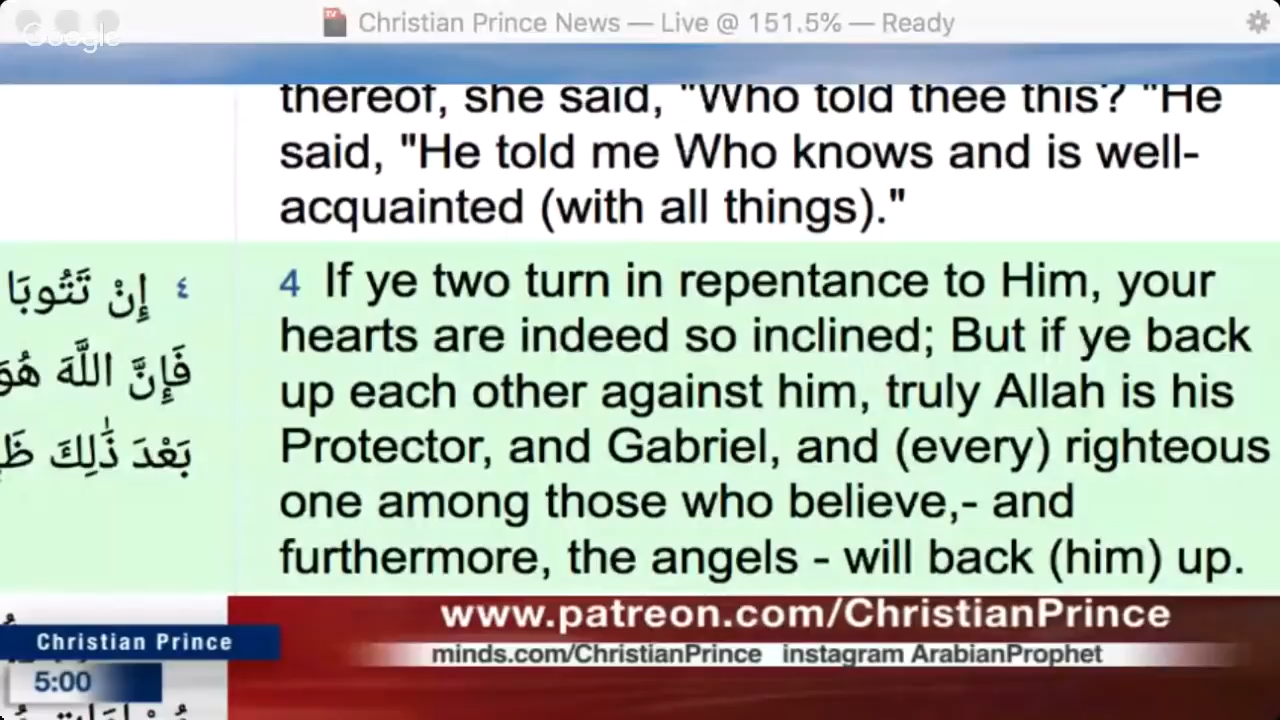 Google
Christian Prince News — Live @ 151.5% — Ready
thereof, she said, "Who told thee this? "He
said, "He told me Who knows and is well-
acquainted (with all things)."
٤ إِنْ تَتُوبَا
فَإِنَّ اللَّهَ
بَعْدَ ذَٰلِكَ
4 If ye two turn in repentance to Him, your
hearts are indeed so inclined; But if ye back
up each other against him, truly Allah is his
Protector, and Gabriel, and (every) righteous
one among those who believe,- and
furthermore, the angels - will back (him) up.
www.patreon.com/ChristianPrince
Christian Prince
minds.com/ChristianPrince instagram ArabianProphet
5:00